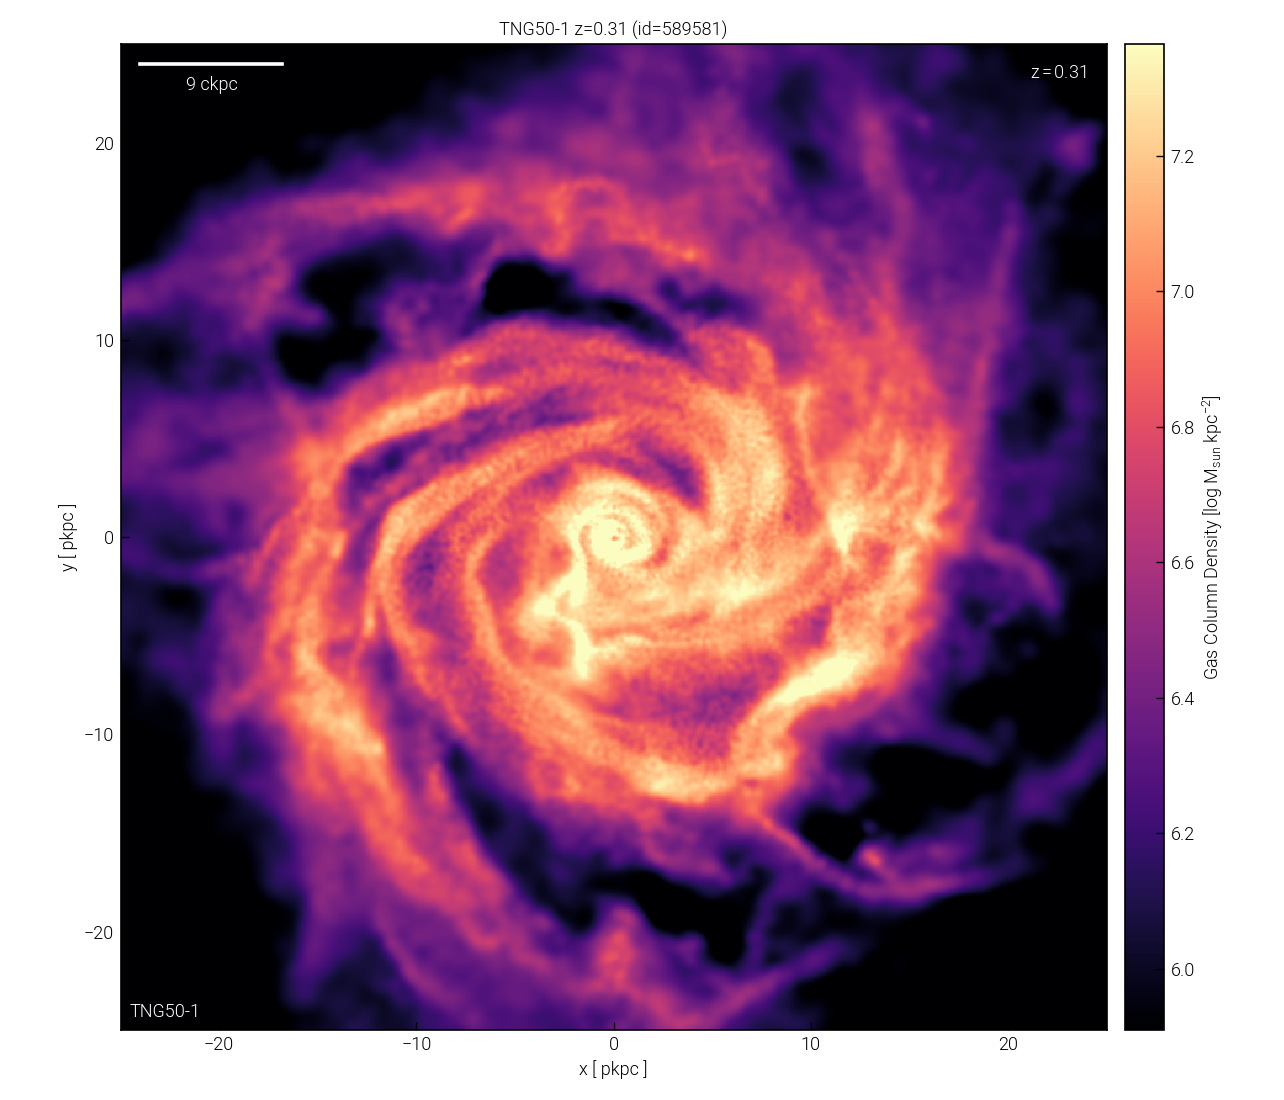 TNG50-1 z=0.31 (id=589581)
9 ckpc
z=0.31
20
10
0
−10
−20
y [ pkpc ]
TNG50-1
−20 −10 0 10 20
x [ pkpc ]
7.2
7.0
6.8
6.6
6.4
6.2
6.0
Gas Column Density [log M_sun kpc⁻²]